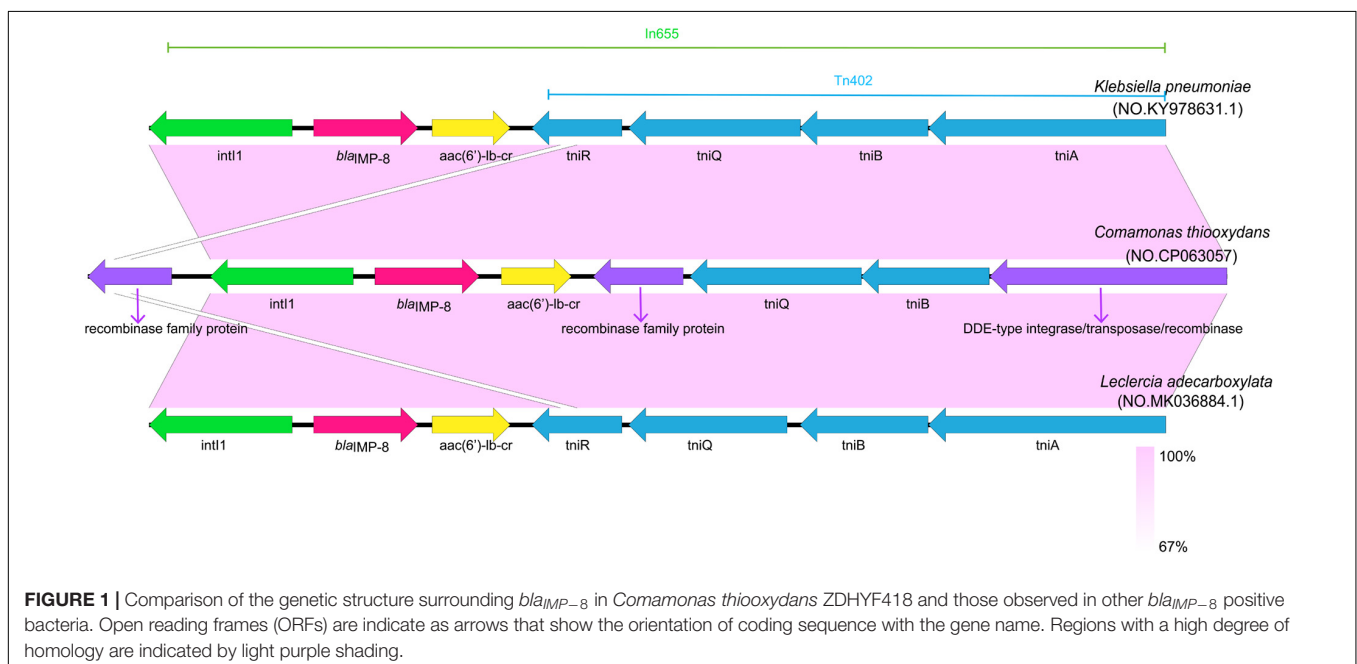 In655
Tn402
Klebsiella pneumoniae
(NO.KY978631.1)
intI1 blaIMP-8 aac(6')-lb-cr tniR tniQ tniB tniA
Comamonas thiooxydans
(NO.CP063057)
intI1 blaIMP-8 aac(6')-lb-cr tniQ tniB
recombinase family protein recombinase family protein DDE-type integrase/transposase/recombinase
Leclercia adecarboxylata
(NO.MK036884.1)
intI1 blaIMP-8 aac(6')-lb-cr tniR tniQ tniB tniA
100%
67%
FIGURE 1 | Comparison of the genetic structure surrounding blaIMP−8 in Comamonas thiooxydans ZDHYF418 and those observed in other blaIMP−8 positive
bacteria. Open reading frames (ORFs) are indicate as arrows that show the orientation of coding sequence with the gene name. Regions with a high degree of
homology are indicated by light purple shading.